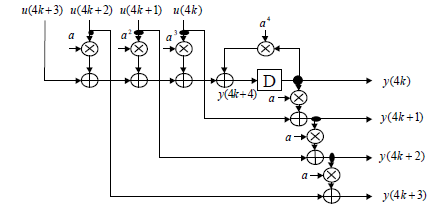 u(4k+3) u(4k+2) u(4k+1) u(4k)
a a² a³ a⁴
y(4k+4) D y(4k)
a
y(4k+1)
a
y(4k+2)
a
y(4k+3)